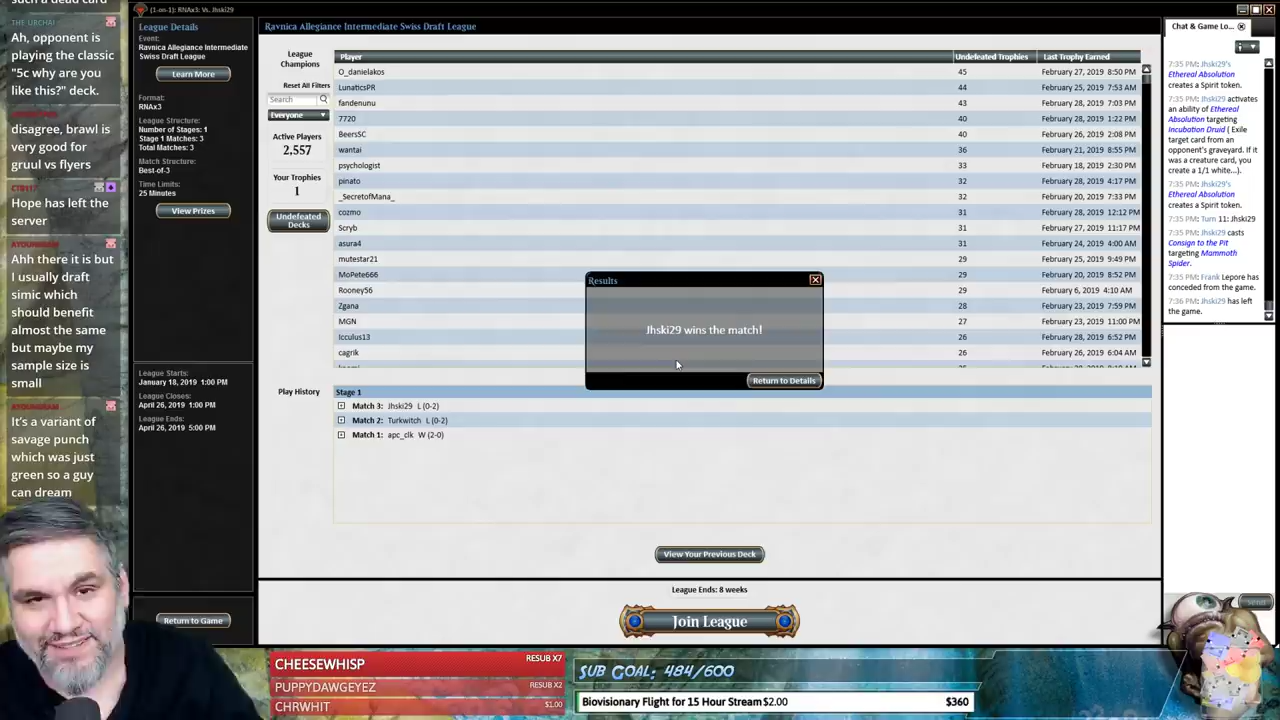 such a dead card
THE_URCHAI
Ah, opponent is
playing the classic
"5c why are you
like this?" deck.
disagree, brawl is
very good for
gruul vs flyers
CTB117
Hope has left the
server
AYOUNGRAM
Ahh there it is but
I usually draft
simic which
should benefit
almost the same
but maybe my
sample size is
small
AYOUNGRAM
It's a variant of
savage punch
which was just
green so a guy
can dream
(1-on-1): RNAx3: Vs. Jhski29
League Details
Event:
Ravnica Allegiance Intermediate
Swiss Draft League
Learn More
Format:
RNAx3
League Structure:
Number of Stages: 1
Stage 1 Matches: 3
Total Matches: 3
Match Structure:
Best-of-3
Time Limits:
25 Minutes
View Prizes
League Starts:
January 18, 2019 1:00 PM
League Closes:
April 26, 2019 1:00 PM
League Ends:
April 26, 2019 5:00 PM
Return to Game
Ravnica Allegiance Intermediate Swiss Draft League
League
Champions
Reset All Filters
Search
Everyone
Active Players
2,557
Your Trophies
1
Undefeated
Decks
Player Undefeated Trophies Last Trophy Earned
O_danielakos 45 February 27, 2019 8:50 PM
LunaticsPR 44 February 25, 2019 7:53 AM
fandenunu 43 February 28, 2019 7:03 PM
7720 40 February 28, 2019 1:22 PM
BeersSC 40 February 26, 2019 2:08 PM
wantai 36 February 21, 2019 8:55 PM
psychologist 33 February 18, 2019 2:30 PM
pinato 32 February 28, 2019 4:17 PM
_SecretofMana_ 32 February 20, 2019 7:33 PM
cozmo 31 February 28, 2019 12:12 PM
Scryb 31 February 27, 2019 11:17 PM
asura4 31 February 24, 2019 4:00 AM
mutestar21 29 February 25, 2019 9:49 PM
MoPete666 29 February 20, 2019 8:52 PM
Rooney56 29 February 6, 2019 4:10 AM
Zgana 28 February 23, 2019 7:59 PM
MGN 27 February 23, 2019 11:00 PM
Icculus13 26 February 28, 2019 6:52 PM
cagrik 26 February 26, 2019 6:04 AM
Results
Jhski29 wins the match!
Return to Details
Play History
Stage 1
Match 3: Jhski29 L (0-2)
Match 2: Turkwitch L (0-2)
Match 1: apc_clk W (2-0)
View Your Previous Deck
League Ends: 8 weeks
Join League
Chat & Game Lo...
7:35 PM: Jhski29's
Ethereal Absolution
creates a Spirit token.
7:35 PM: Jhski29 activates
an ability of Ethereal
Absolution targeting
Incubation Druid ( Exile
target card from an
opponent's graveyard. If it
was a creature card, you
create a 1/1 white...).
7:35 PM: Jhski29's
Ethereal Absolution
creates a Spirit token.
7:35 PM: Turn 11: Jhski29
7:35 PM: Jhski29 casts
Consign to the Pit
targeting Mammoth
Spider.
7:35 PM: Frank Lepore has
conceded from the game.
7:36 PM: Jhski29 has left
the game.
Send
CHEESEWHISP RESUB X7
PUPPYDAWGEYEZ RESUB X2
CHRWHIT $1.00
SUB GOAL: 484/600
Biovisionary Flight for 15 Hour Stream $2.00 $360